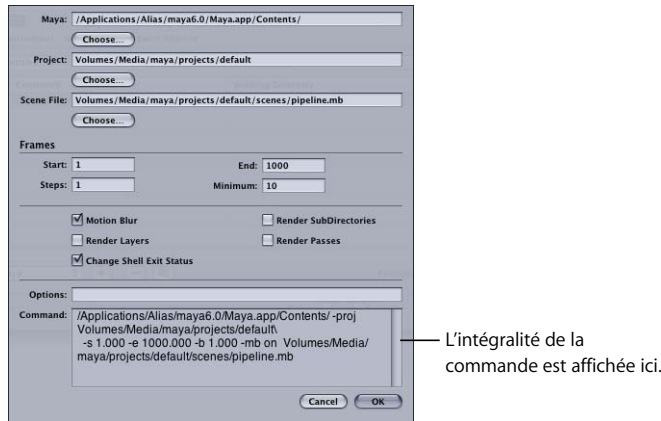 Maya: /Applications/Alias/maya6.0/Maya.app/Contents/
Choose...
Project: Volumes/Media/maya/projects/default
Choose...
Scene File: Volumes/Media/maya/projects/default/scenes/pipeline.mb
Choose...
Frames
Start: 1 End: 1000
Steps: 1 Minimum: 10
Motion Blur Render SubDirectories
Render Layers Render Passes
Change Shell Exit Status
Options:
Command: /Applications/Alias/maya6.0/Maya.app/Contents/ -proj
Volumes/Media/maya/projects/default\
-s 1.000 -e 1000.000 -b 1.000 -mb on Volumes/Media/
maya/projects/default/scenes/pipeline.mb
Cancel OK
L'intégralité de la
commande est affichée ici.